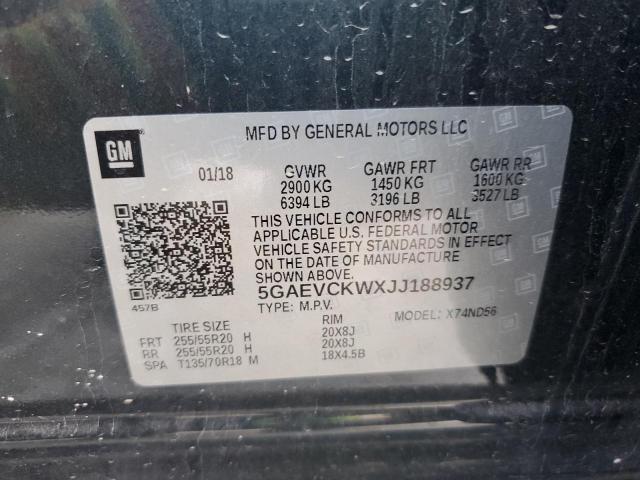 GM
MFD BY GENERAL MOTORS LLC
01/18 GVWR GAWR FRT GAWR RR
2900 KG 1450 KG 1600 KG
6394 LB 3196 LB 3527 LB
THIS VEHICLE CONFORMS TO ALL
APPLICABLE U.S. FEDERAL MOTOR
VEHICLE SAFETY STANDARDS IN EFFECT
ON THE DATE OF MANUFACTURE
SHOWN ABOVE.
457B 5GAEVCKWXJJ188937
TYPE: M.P.V. MODEL: X74ND56
TIRE SIZE RIM
FRT 255/55R20 H 20X8J
RR 255/55R20 H 20X8J
SPA T135/70R18 M 18X4.5B